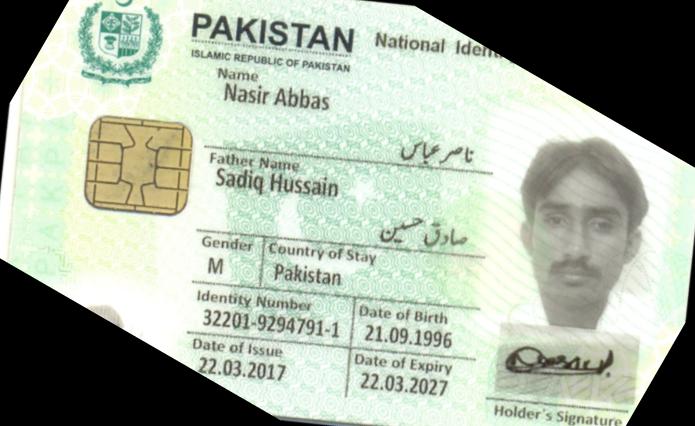 PAKISTAN National Iden
ISLAMIC REPUBLIC OF PAKISTAN
Name
Nasir Abbas
ناصر عباس
Father Name
Sadiq Hussain
صادق حسین
Gender Country of Stay
M Pakistan
Identity Number Date of Birth
32201-9294791-1 21.09.1996
Date of Issue Date of Expiry
22.03.2017 22.03.2027
Holder's Signature